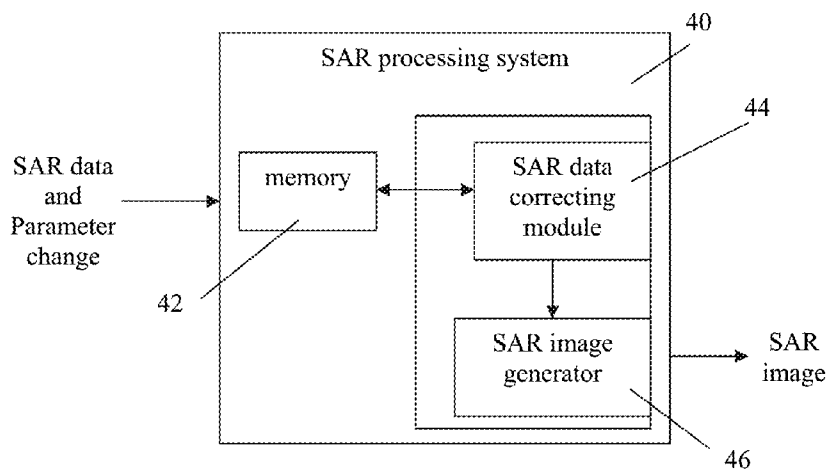 40
SAR processing system
44
SAR data
and
Parameter
change
memory
SAR data
correcting
module
42
SAR image
generator
SAR
image
46